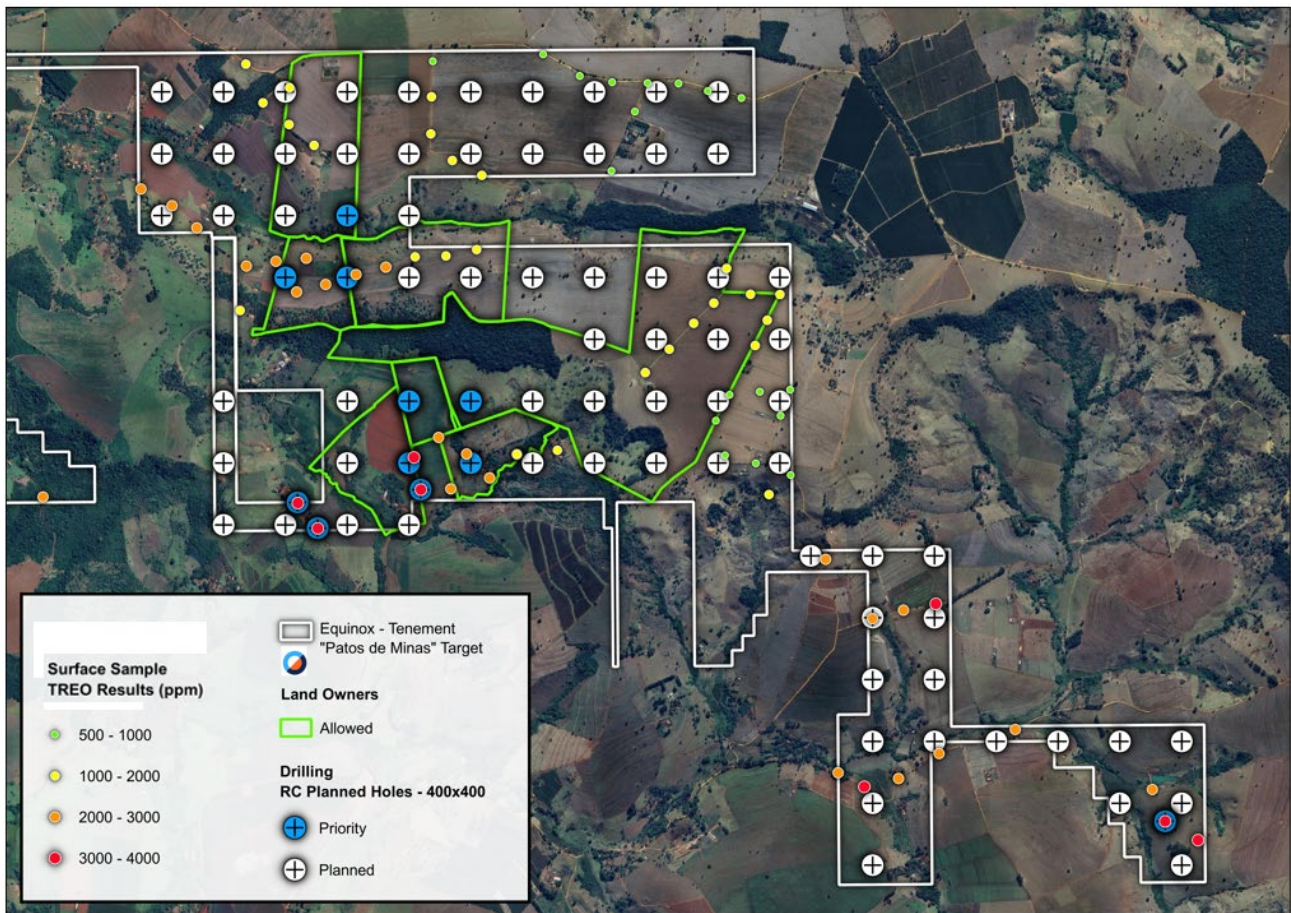 Surface Sample
TREO Results (ppm)
500 - 1000
1000 - 2000
2000 - 3000
3000 - 4000
Equinox - Tenement
"Patos de Minas" Target
Land Owners
Allowed
Drilling
RC Planned Holes - 400x400
Priority
Planned